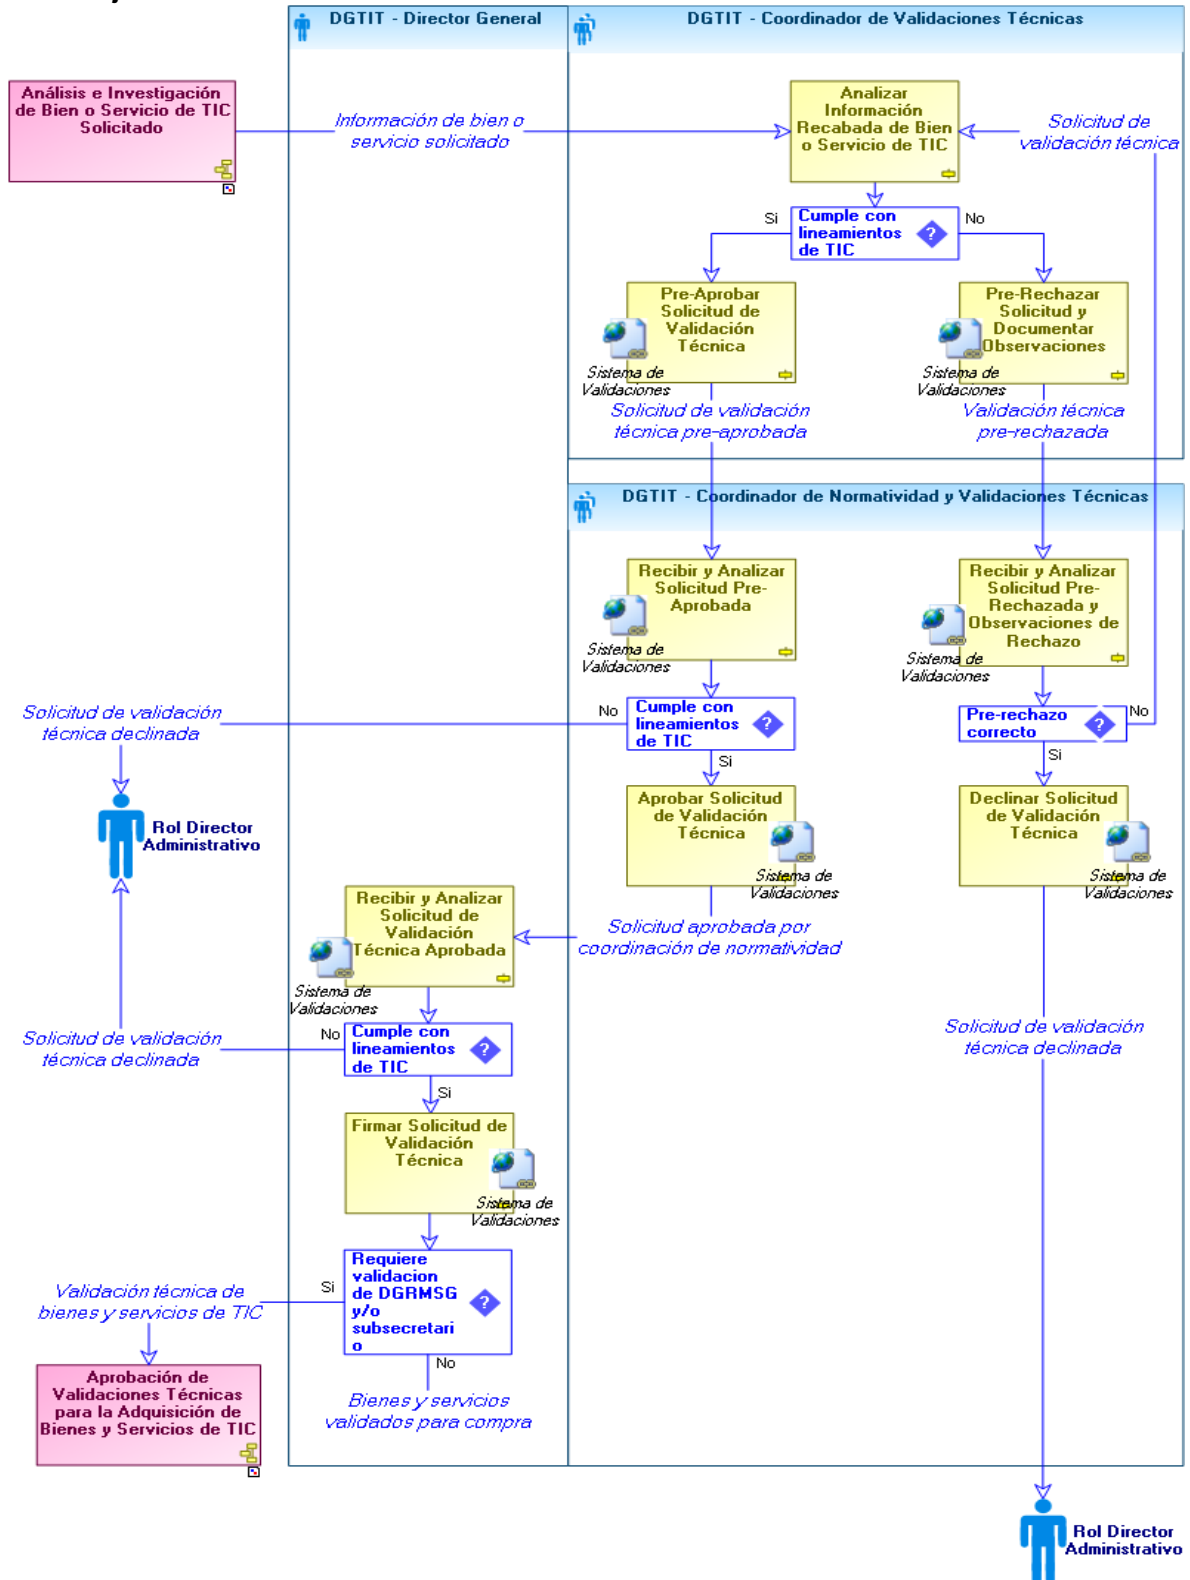 DGTIT - Director General
DGTIT - Coordinador de Validaciones Técnicas
Análisis e Investigación
de Bien o Servicio de TIC
Solicitado
Información de bien o
servicio solicitado
Analizar
Información
Recabada de Bien
o Servicio de TIC
Solicitud de
validación técnica
Si
Cumple con
lineamientos
de TIC
No
Pre-Aprobar
Solicitud de
Validación
Técnica
Sistema de
Validaciones
Pre-Rechazar
Solicitud y
Documentar
Observaciones
Sistema de
Validaciones
Solicitud de validación
técnica pre-aprobada
Validación técnica
pre-rechazada
DGTIT - Coordinador de Normatividad y Validaciones Técnicas
Recibir y Analizar
Solicitud Pre-
Aprobada
Sistema de
Validaciones
Recibir y Analizar
Solicitud Pre-
Rechazada y
Observaciones de
Rechazo
Sistema de
Validaciones
Solicitud de validación
técnica declinada
No
Cumple con
lineamientos
de TIC
Si
Pre-rechazo
correcto
No
Si
Rol Director
Administrativo
Aprobar Solicitud
de Validación
Técnica
Sistema de
Validaciones
Declinar Solicitud
de Validación
Técnica
Sistema de
Validaciones
Recibir y Analizar
Solicitud de
Validación
Técnica Aprobada
Sistema de
Validaciones
Solicitud aprobada por
coordinación de normatividad
Solicitud de validación
técnica declinada
No
Cumple con
lineamientos
de TIC
Si
Solicitud de validación
técnica declinada
Firmar Solicitud de
Validación
Técnica
Sistema de
Validaciones
Validación técnica de
bienes y servicios de TIC
Si
Requiere
validacion
de DGRMSG
y/o
subsecretari
o
No
Bienes y servicios
validados para compra
Aprobación de
Validaciones Técnicas
para la Adquisición de
Bienes y Servicios de TIC
Rol Director
Administrativo